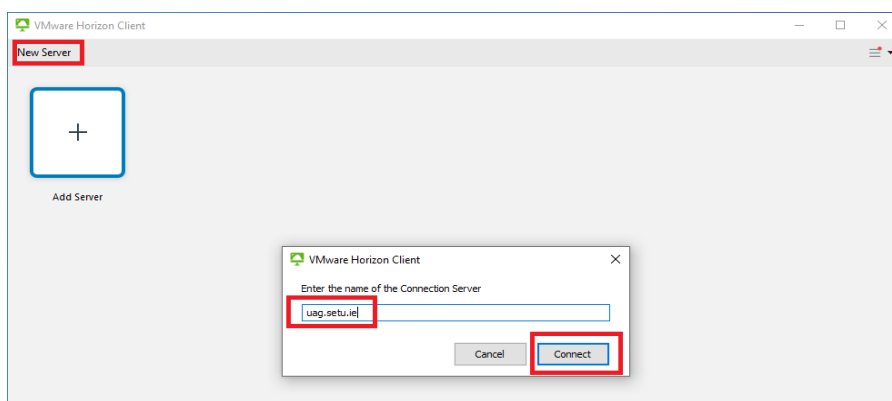 VMware Horizon Client
New Server
Add Server
VMware Horizon Client
Enter the name of the Connection Server
uag.setu.ie
Cancel Connect